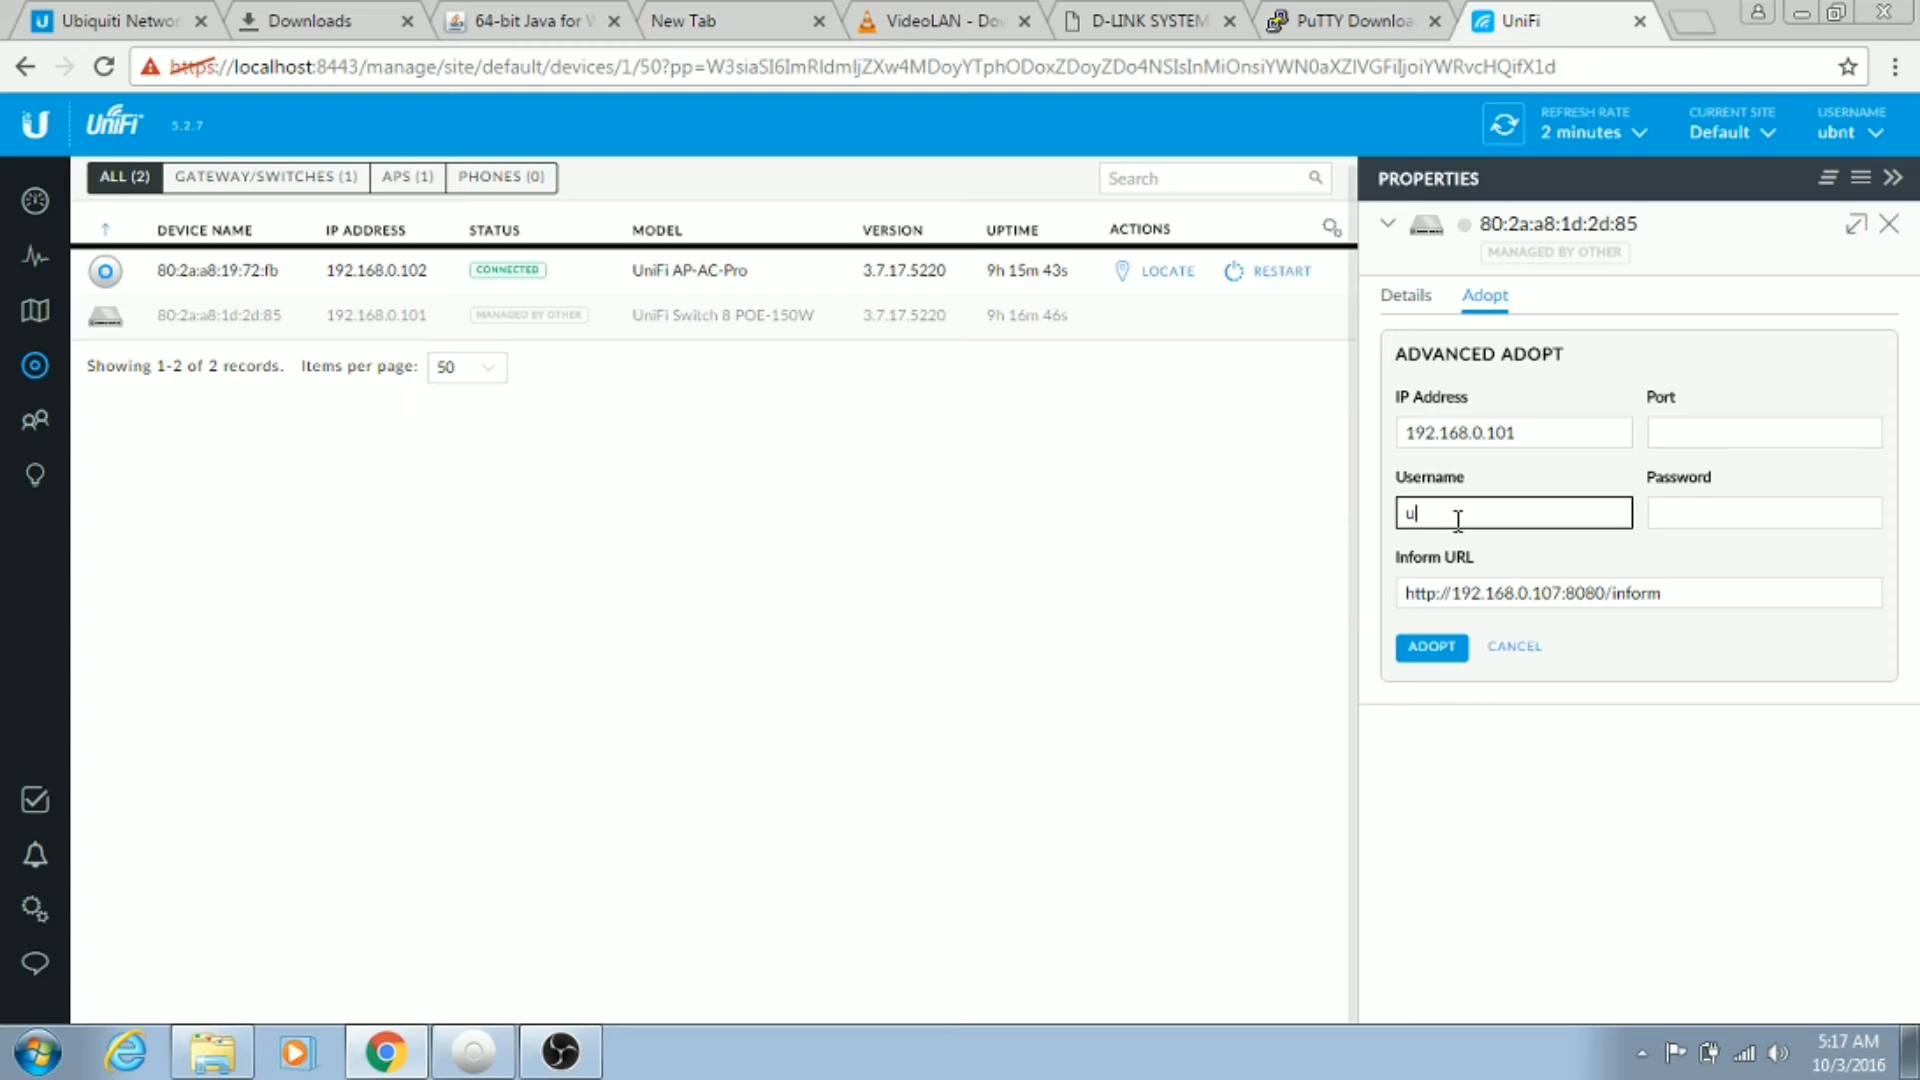 Ubiquiti Networ
Downloads
64-bit Java for W
New Tab
VideoLAN - Do
D-LINK SYSTEM
PuTTY Downloa
UniFi
https://localhost:8443/manage/site/default/devices/1/50?pp=W3siaSI6ImRldmljZXw4MDoyYTphODoxZDoyZDo4NSIsInMiOnsiYWN0aXZlVGFiIjoiYWRvcHQifX1d
UniFi 5.2.7
REFRESH RATE
2 minutes
CURRENT SITE
Default
USERNAME
ubnt
ALL (2) GATEWAY/SWITCHES (1) APS (1) PHONES (0)
Search
DEVICE NAME IP ADDRESS STATUS MODEL VERSION UPTIME ACTIONS
80:2a:a8:19:72:fb 192.168.0.102 CONNECTED UniFi AP-AC-Pro 3.7.17.5220 9h 15m 43s LOCATE RESTART
80:2a:a8:1d:2d:85 192.168.0.101 MANAGED BY OTHER UniFi Switch 8 POE-150W 3.7.17.5220 9h 16m 46s
Showing 1-2 of 2 records. Items per page: 50
PROPERTIES
80:2a:a8:1d:2d:85
MANAGED BY OTHER
Details Adopt
ADVANCED ADOPT
IP Address Port
192.168.0.101
Username Password
u
Inform URL
http://192.168.0.107:8080/inform
ADOPT CANCEL
5:17 AM
10/3/2016